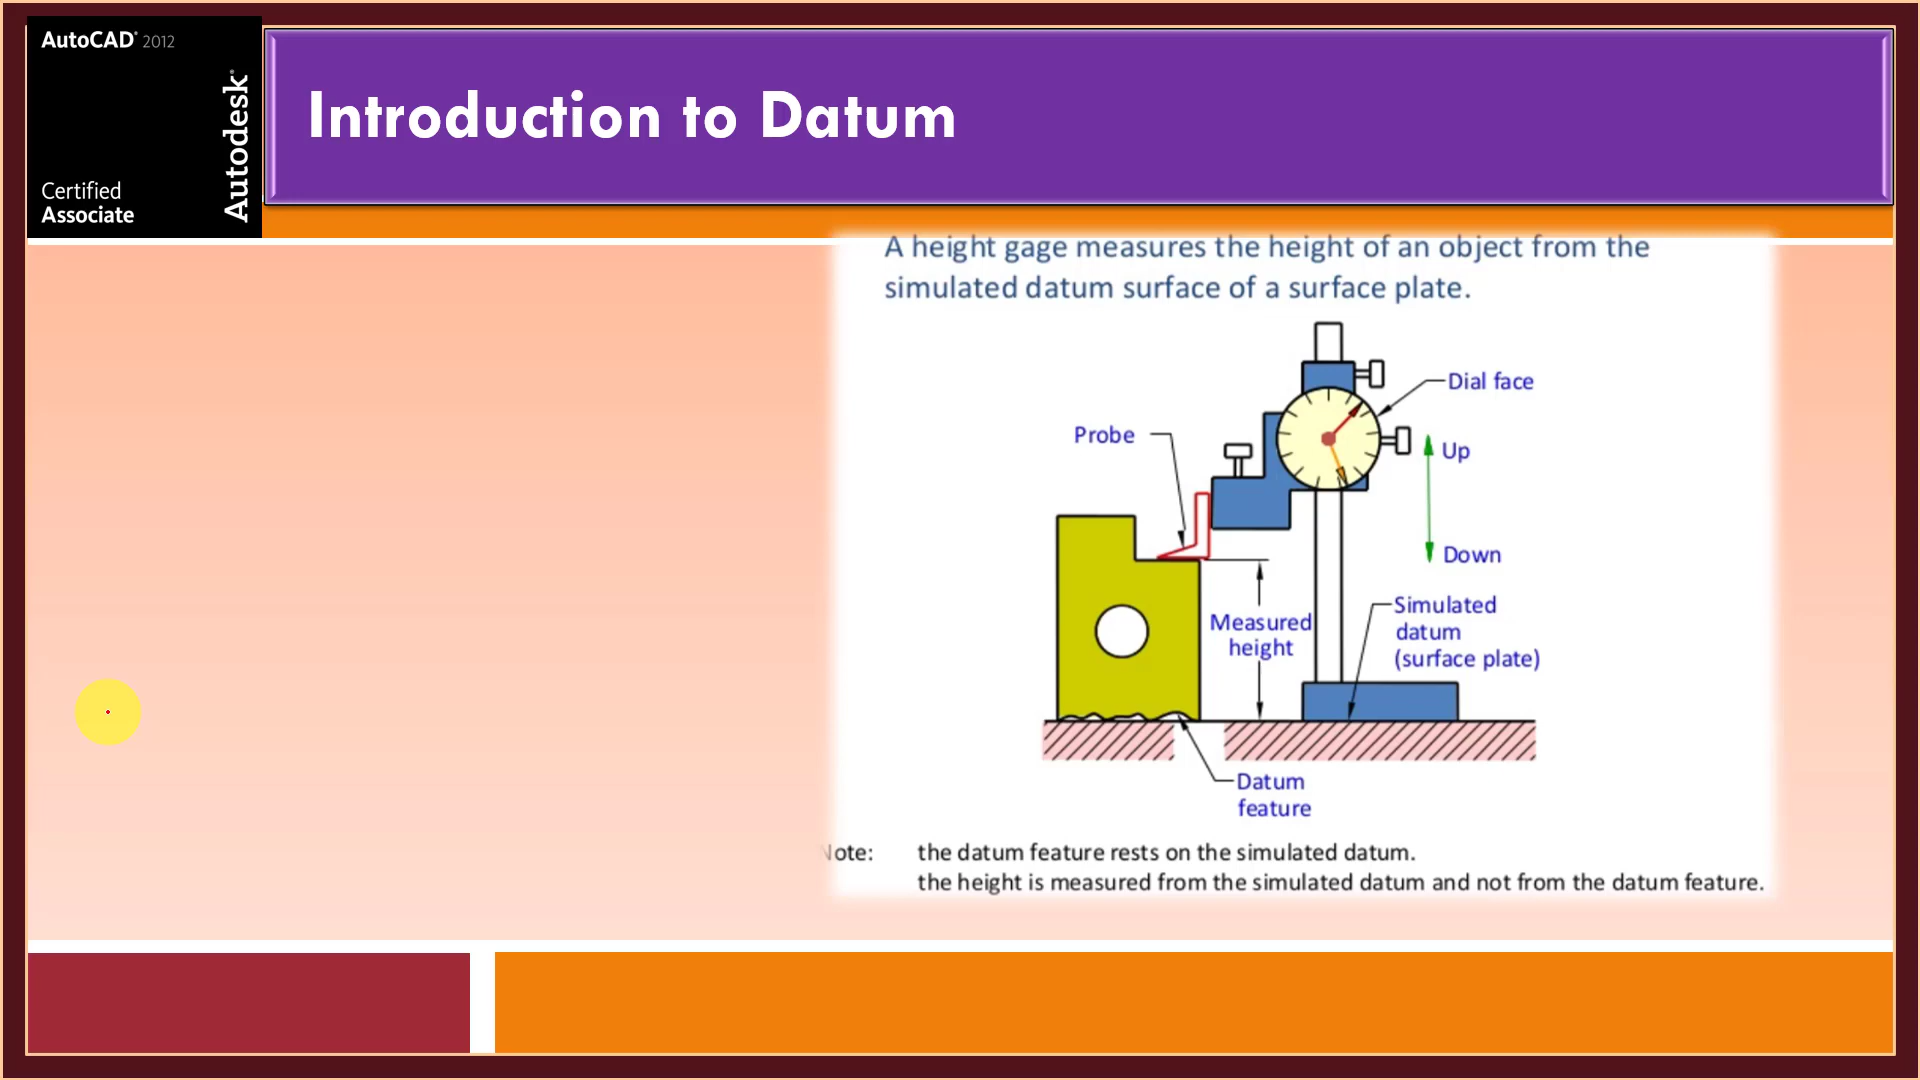 AutoCAD® 2012
Autodesk®
Certified
Associate
Introduction to Datum
A height gage measures the height of an object from the
simulated datum surface of a surface plate.
Dial face
Probe
Up
Down
Simulated
datum
(surface plate)
Measured
height
Datum
feature
Note: the datum feature rests on the simulated datum.
the height is measured from the simulated datum and not from the datum feature.